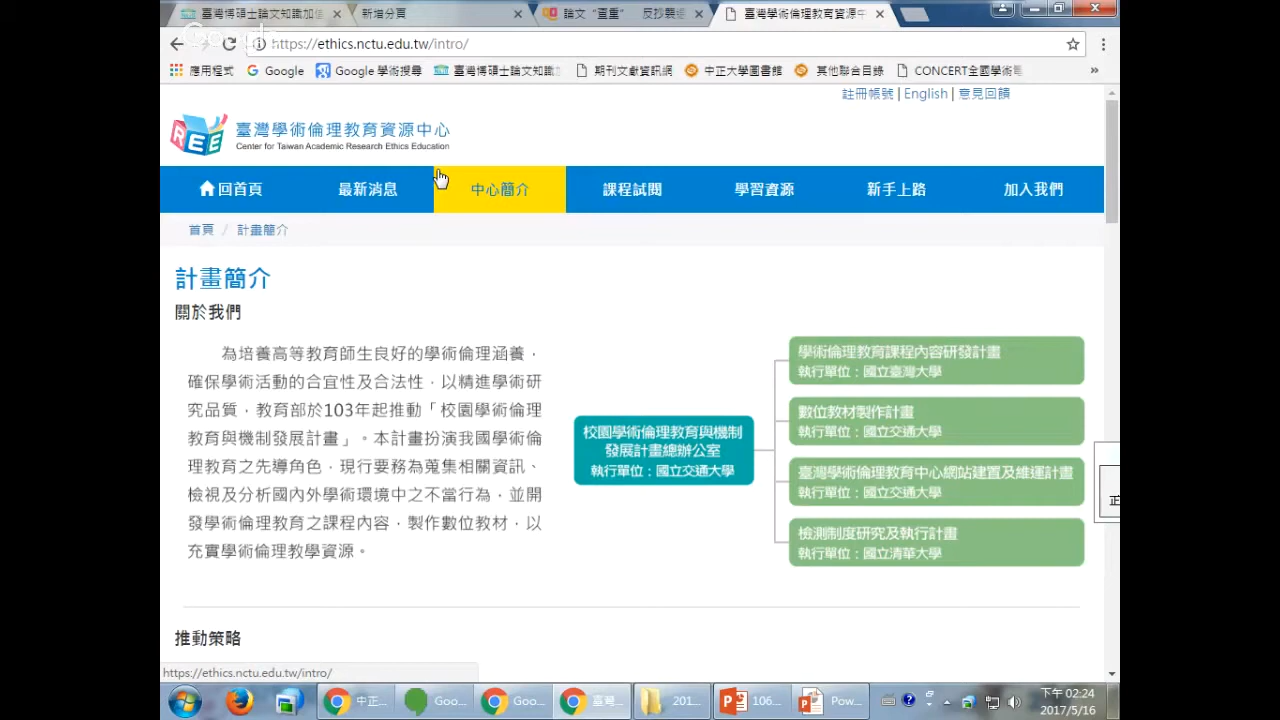 臺灣博碩士論文知識加值
新增分頁
論文“歪重” 反抄襲
臺灣學術倫理教育資源中
https://ethics.nctu.edu.tw/intro/
應用程式
Google
Google 學術搜尋
臺灣博碩士論文知識
期刊文獻資訊網
中正大學圖書館
其他聯合目錄
CONCERT全國學術
»
註冊帳號 | English | 意見回饋
REE
臺灣學術倫理教育資源中心
Center for Taiwan Academic Research Ethics Education
回首頁
最新消息
中心簡介
課程試閱
學習資源
新手上路
加入我們
首頁 / 計畫簡介
計畫簡介
關於我們
為培養高等教育師生良好的學術倫理涵養，
確保學術活動的合宜性及合法性，以精進學術研
究品質，教育部於103年起推動「校園學術倫理
教育與機制發展計畫」。本計畫扮演我國學術倫
理教育之先導角色，現行要務為蒐集相關資訊、
檢視及分析國內外學術環境中之不當行為，並開
發學術倫理教育之課程內容，製作數位教材，以
充實學術倫理教學資源。
校園學術倫理教育與機制
發展計畫總辦公室
執行單位：國立交通大學
學術倫理教育課程內容研發計畫
執行單位：國立臺灣大學
數位教材製作計畫
執行單位：國立交通大學
臺灣學術倫理教育中心網站建置及維運計畫
執行單位：國立交通大學
檢測制度研究及執行計畫
執行單位：國立清華大學
正
推動策略
https://ethics.nctu.edu.tw/intro/
中正...
Goo...
Goo...
臺灣...
201...
106...
Pow...
下午 02:24
2017/5/16